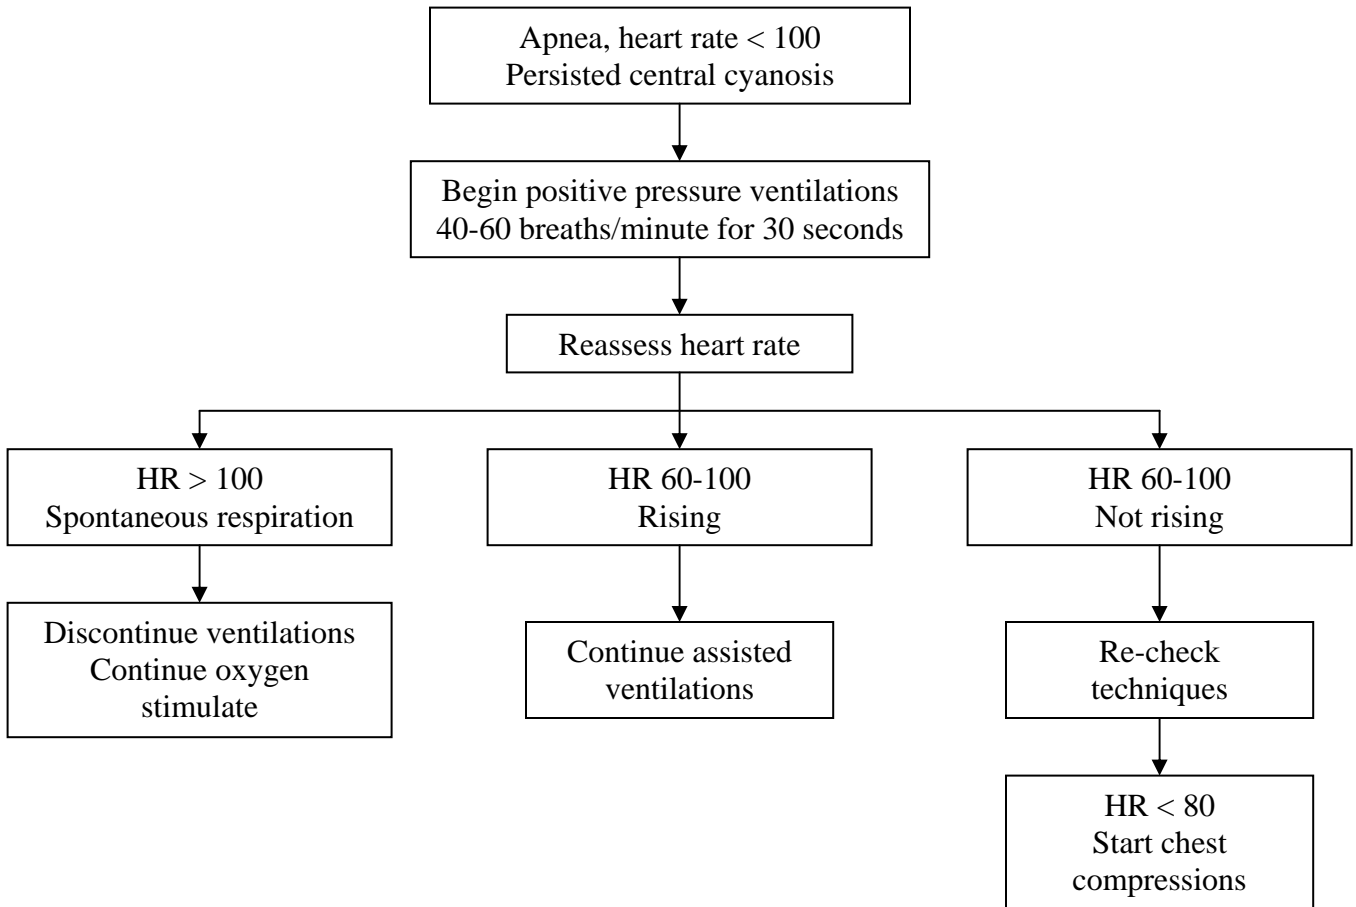 Apnea, heart rate < 100
Persisted central cyanosis
Begin positive pressure ventilations
40-60 breaths/minute for 30 seconds
Reassess heart rate
HR > 100
Spontaneous respiration
HR 60-100
Rising
HR 60-100
Not rising
Discontinue ventilations
Continue oxygen
stimulate
Continue assisted
ventilations
Re-check
techniques
HR < 80
Start chest
compressions